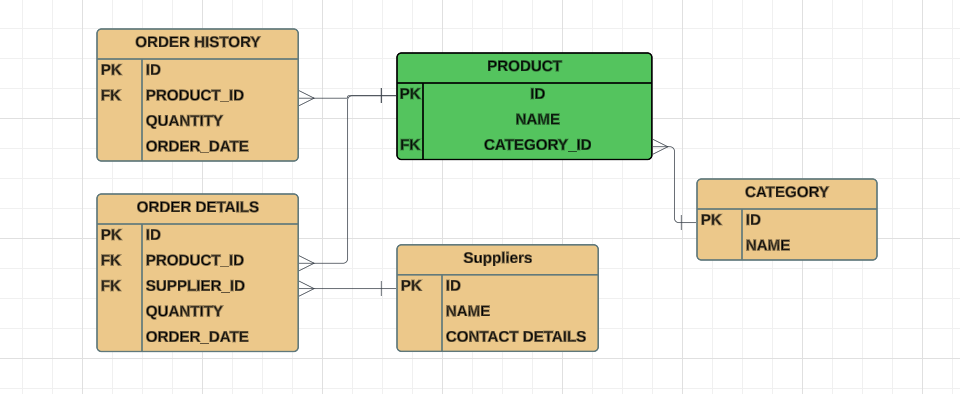 ORDER HISTORY
PK ID
FK PRODUCT_ID
QUANTITY
ORDER_DATE
PRODUCT
PK ID
NAME
FK CATEGORY_ID
CATEGORY
PK ID
NAME
ORDER DETAILS
PK ID
FK PRODUCT_ID
FK SUPPLIER_ID
QUANTITY
ORDER_DATE
Suppliers
PK ID
NAME
CONTACT DETAILS